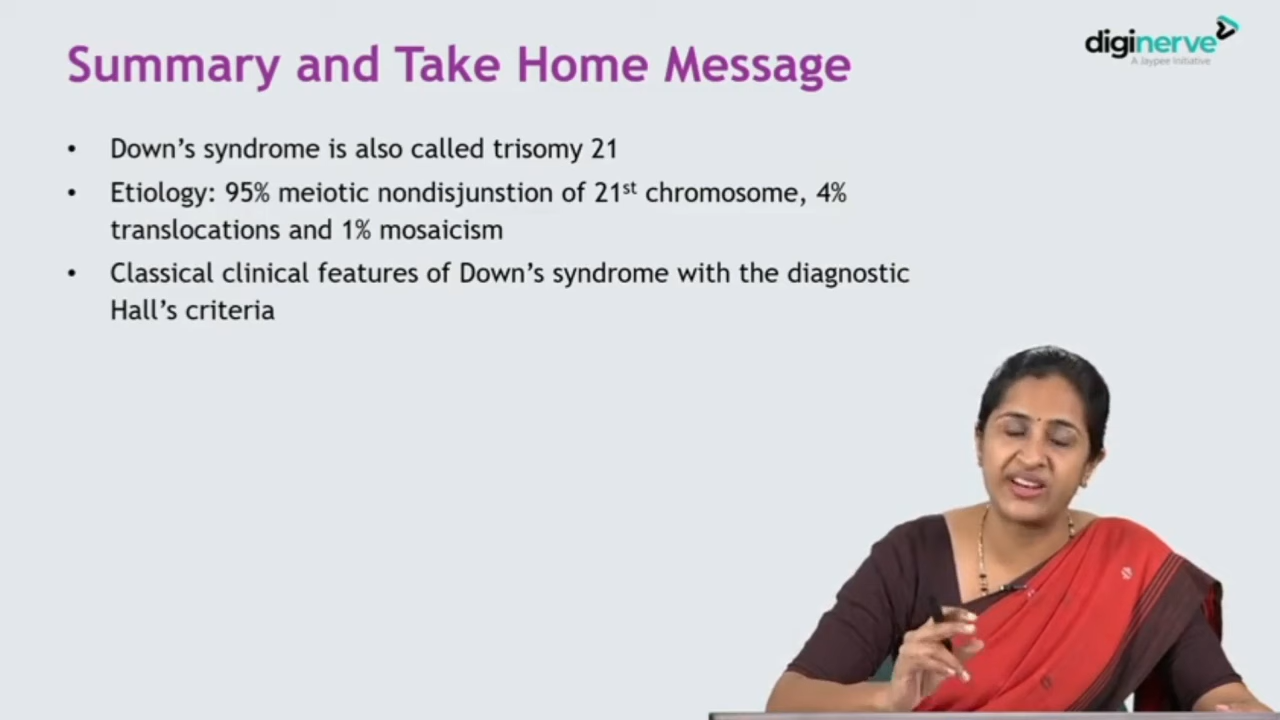 Summary and Take Home Message
diginerve
A Jaypee Initiative
• Down's syndrome is also called trisomy 21
• Etiology: 95% meiotic nondisjunstion of 21st chromosome, 4%
translocations and 1% mosaicism
• Classical clinical features of Down's syndrome with the diagnostic
Hall's criteria